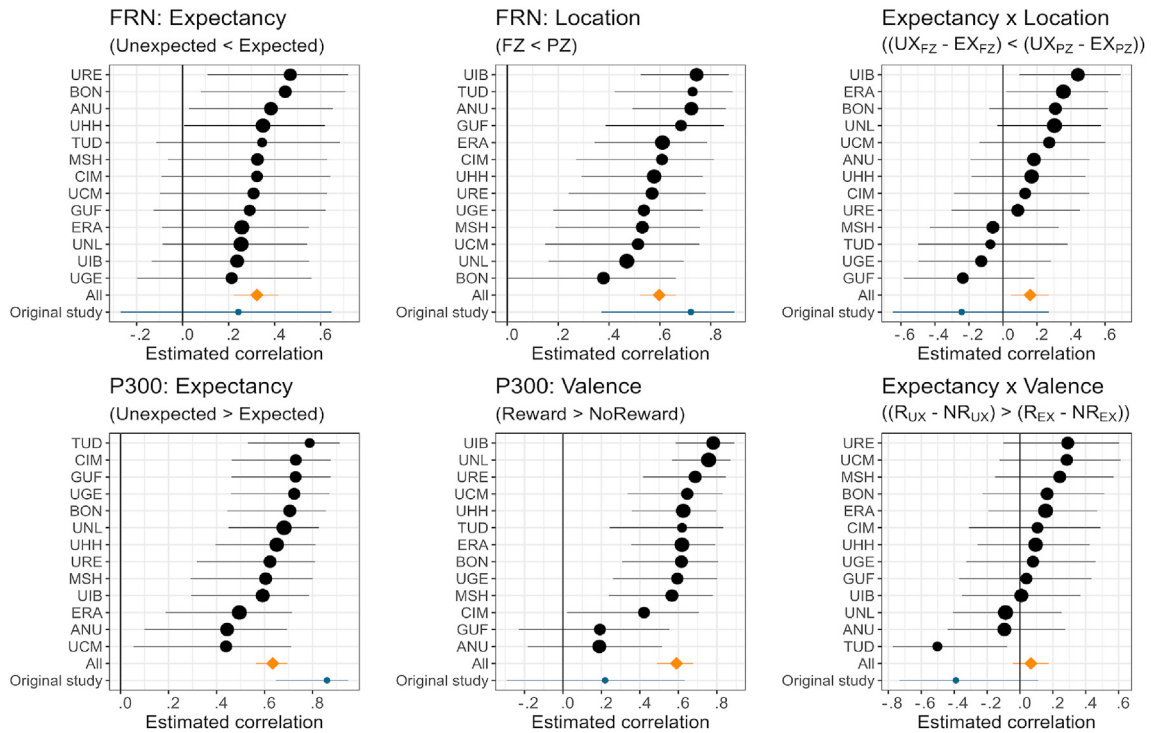 FRN: Expectancy
(Unexpected < Expected)
URE
BON
ANU
UHH
TUD
MSH
CIM
UCM
GUF
ERA
UNL
UIB
UGE
All
Original study
-.2 .0 .2 .4 .6
Estimated correlation
FRN: Location
(FZ < PZ)
UIB
TUD
ANU
GUF
ERA
CIM
UHH
URE
UGE
MSH
UCM
UNL
BON
All
Original study
.0 .2 .4 .6 .8
Estimated correlation
Expectancy x Location
((UXFZ - EXFZ) < (UXPZ - EXPZ))
UIB
ERA
BON
UNL
UCM
ANU
UHH
CIM
URE
MSH
TUD
UGE
GUF
All
Original study
-.6 -.4 -.2 .0 .2 .4 .6
Estimated correlation
P300: Expectancy
(Unexpected > Expected)
TUD
CIM
GUF
UGE
BON
UNL
UHH
URE
MSH
UIB
ERA
ANU
UCM
All
Original study
.0 .2 .4 .6 .8
Estimated correlation
P300: Valence
(Reward > NoReward)
UIB
UNL
URE
UCM
UHH
TUD
ERA
BON
UGE
MSH
CIM
GUF
ANU
All
Original study
-.2 .0 .2 .4 .6 .8
Estimated correlation
Expectancy x Valence
((RUX - NRUX) > (REX - NREX))
URE
UCM
MSH
BON
ERA
CIM
UHH
UGE
GUF
UIB
UNL
ANU
TUD
All
Original study
-.8 -.6 -.4 -.2 .0 .2 .4 .6
Estimated correlation